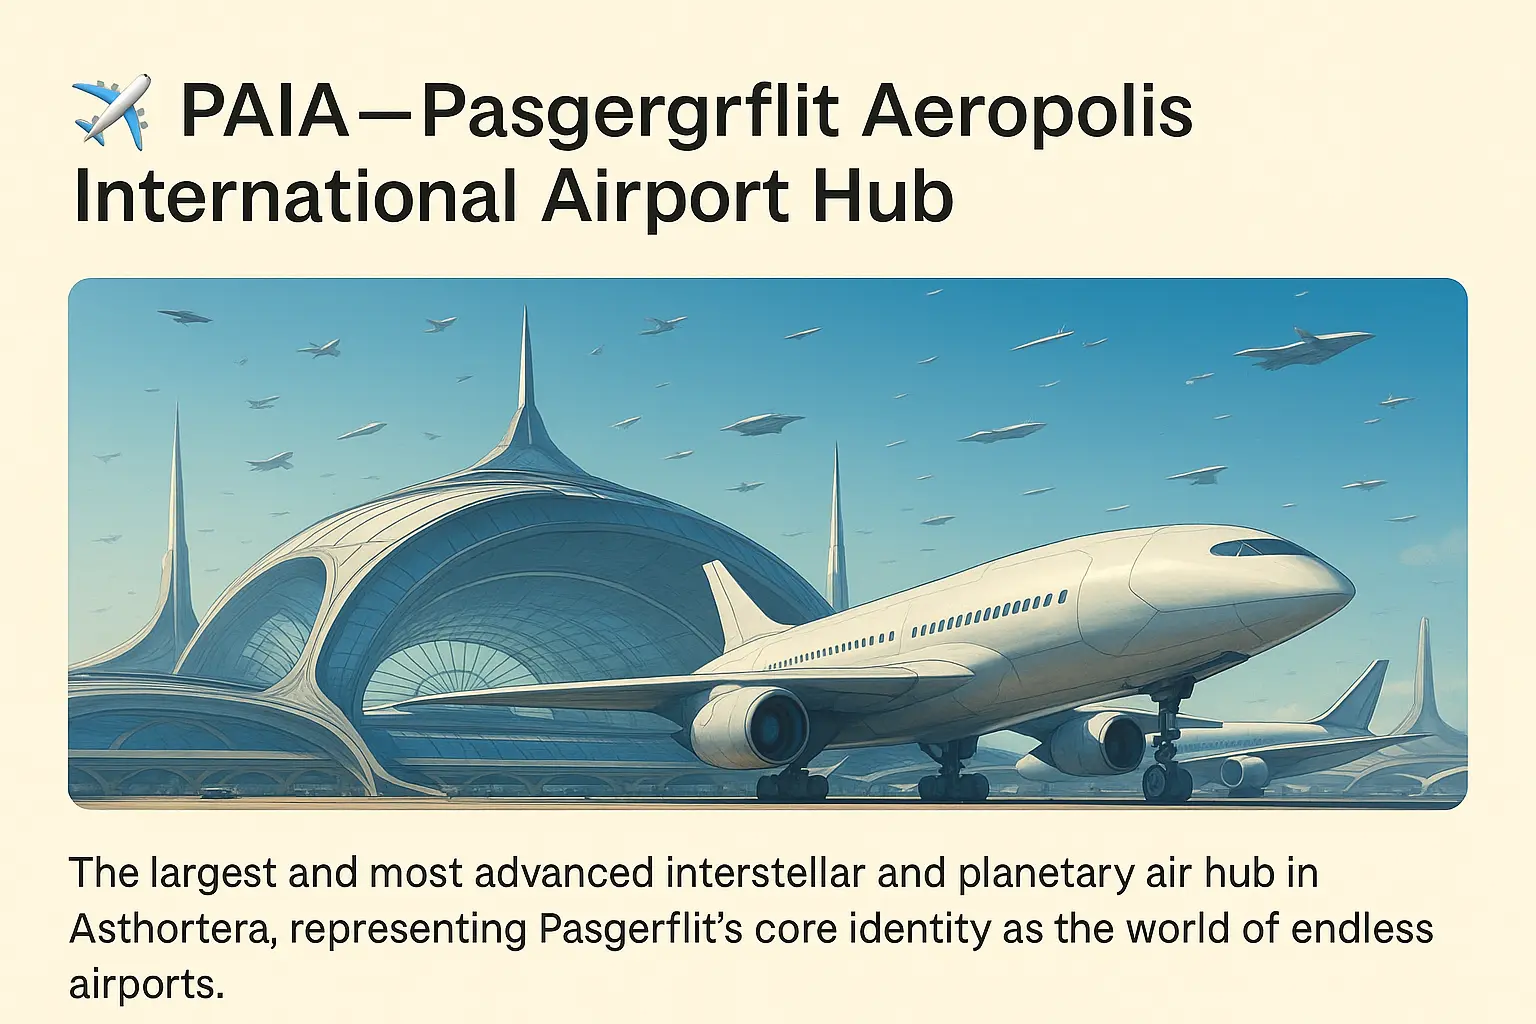 ✈️ PAIA—Pasgergrflit Aeropolis
International Airport Hub
The largest and most advanced interstellar and planetary air hub in
Asthortera, representing Pasgerflit’s core identity as the world of endless
airports.